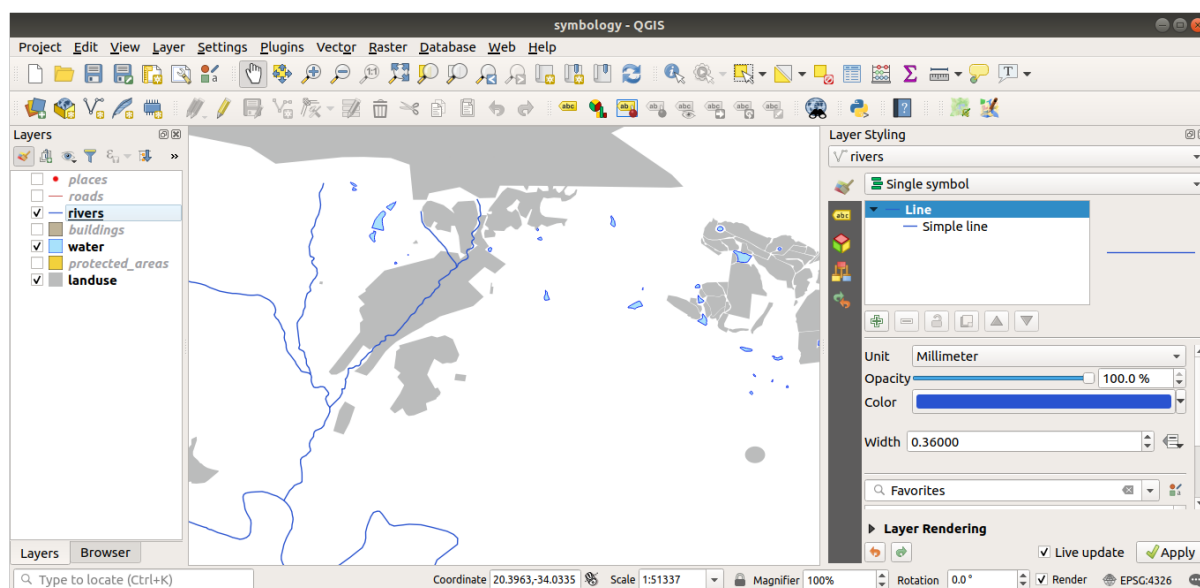 symbology - QGIS
Project Edit View Layer Settings Plugins Vector Raster Database Web Help
Layers
places
roads
rivers
buildings
water
protected_areas
landuse
Layers Browser
Layer Styling
rivers
Single symbol
Line
Simple line
Unit Millimeter
Opacity 100.0 %
Color
Width 0.36000
Favorites
Layer Rendering
Live update Apply
Type to locate (Ctrl+K) Coordinate 20.3963,-34.0335 Scale 1:51337 Magnifier 100% Rotation 0.0 ° Render EPSG:4326